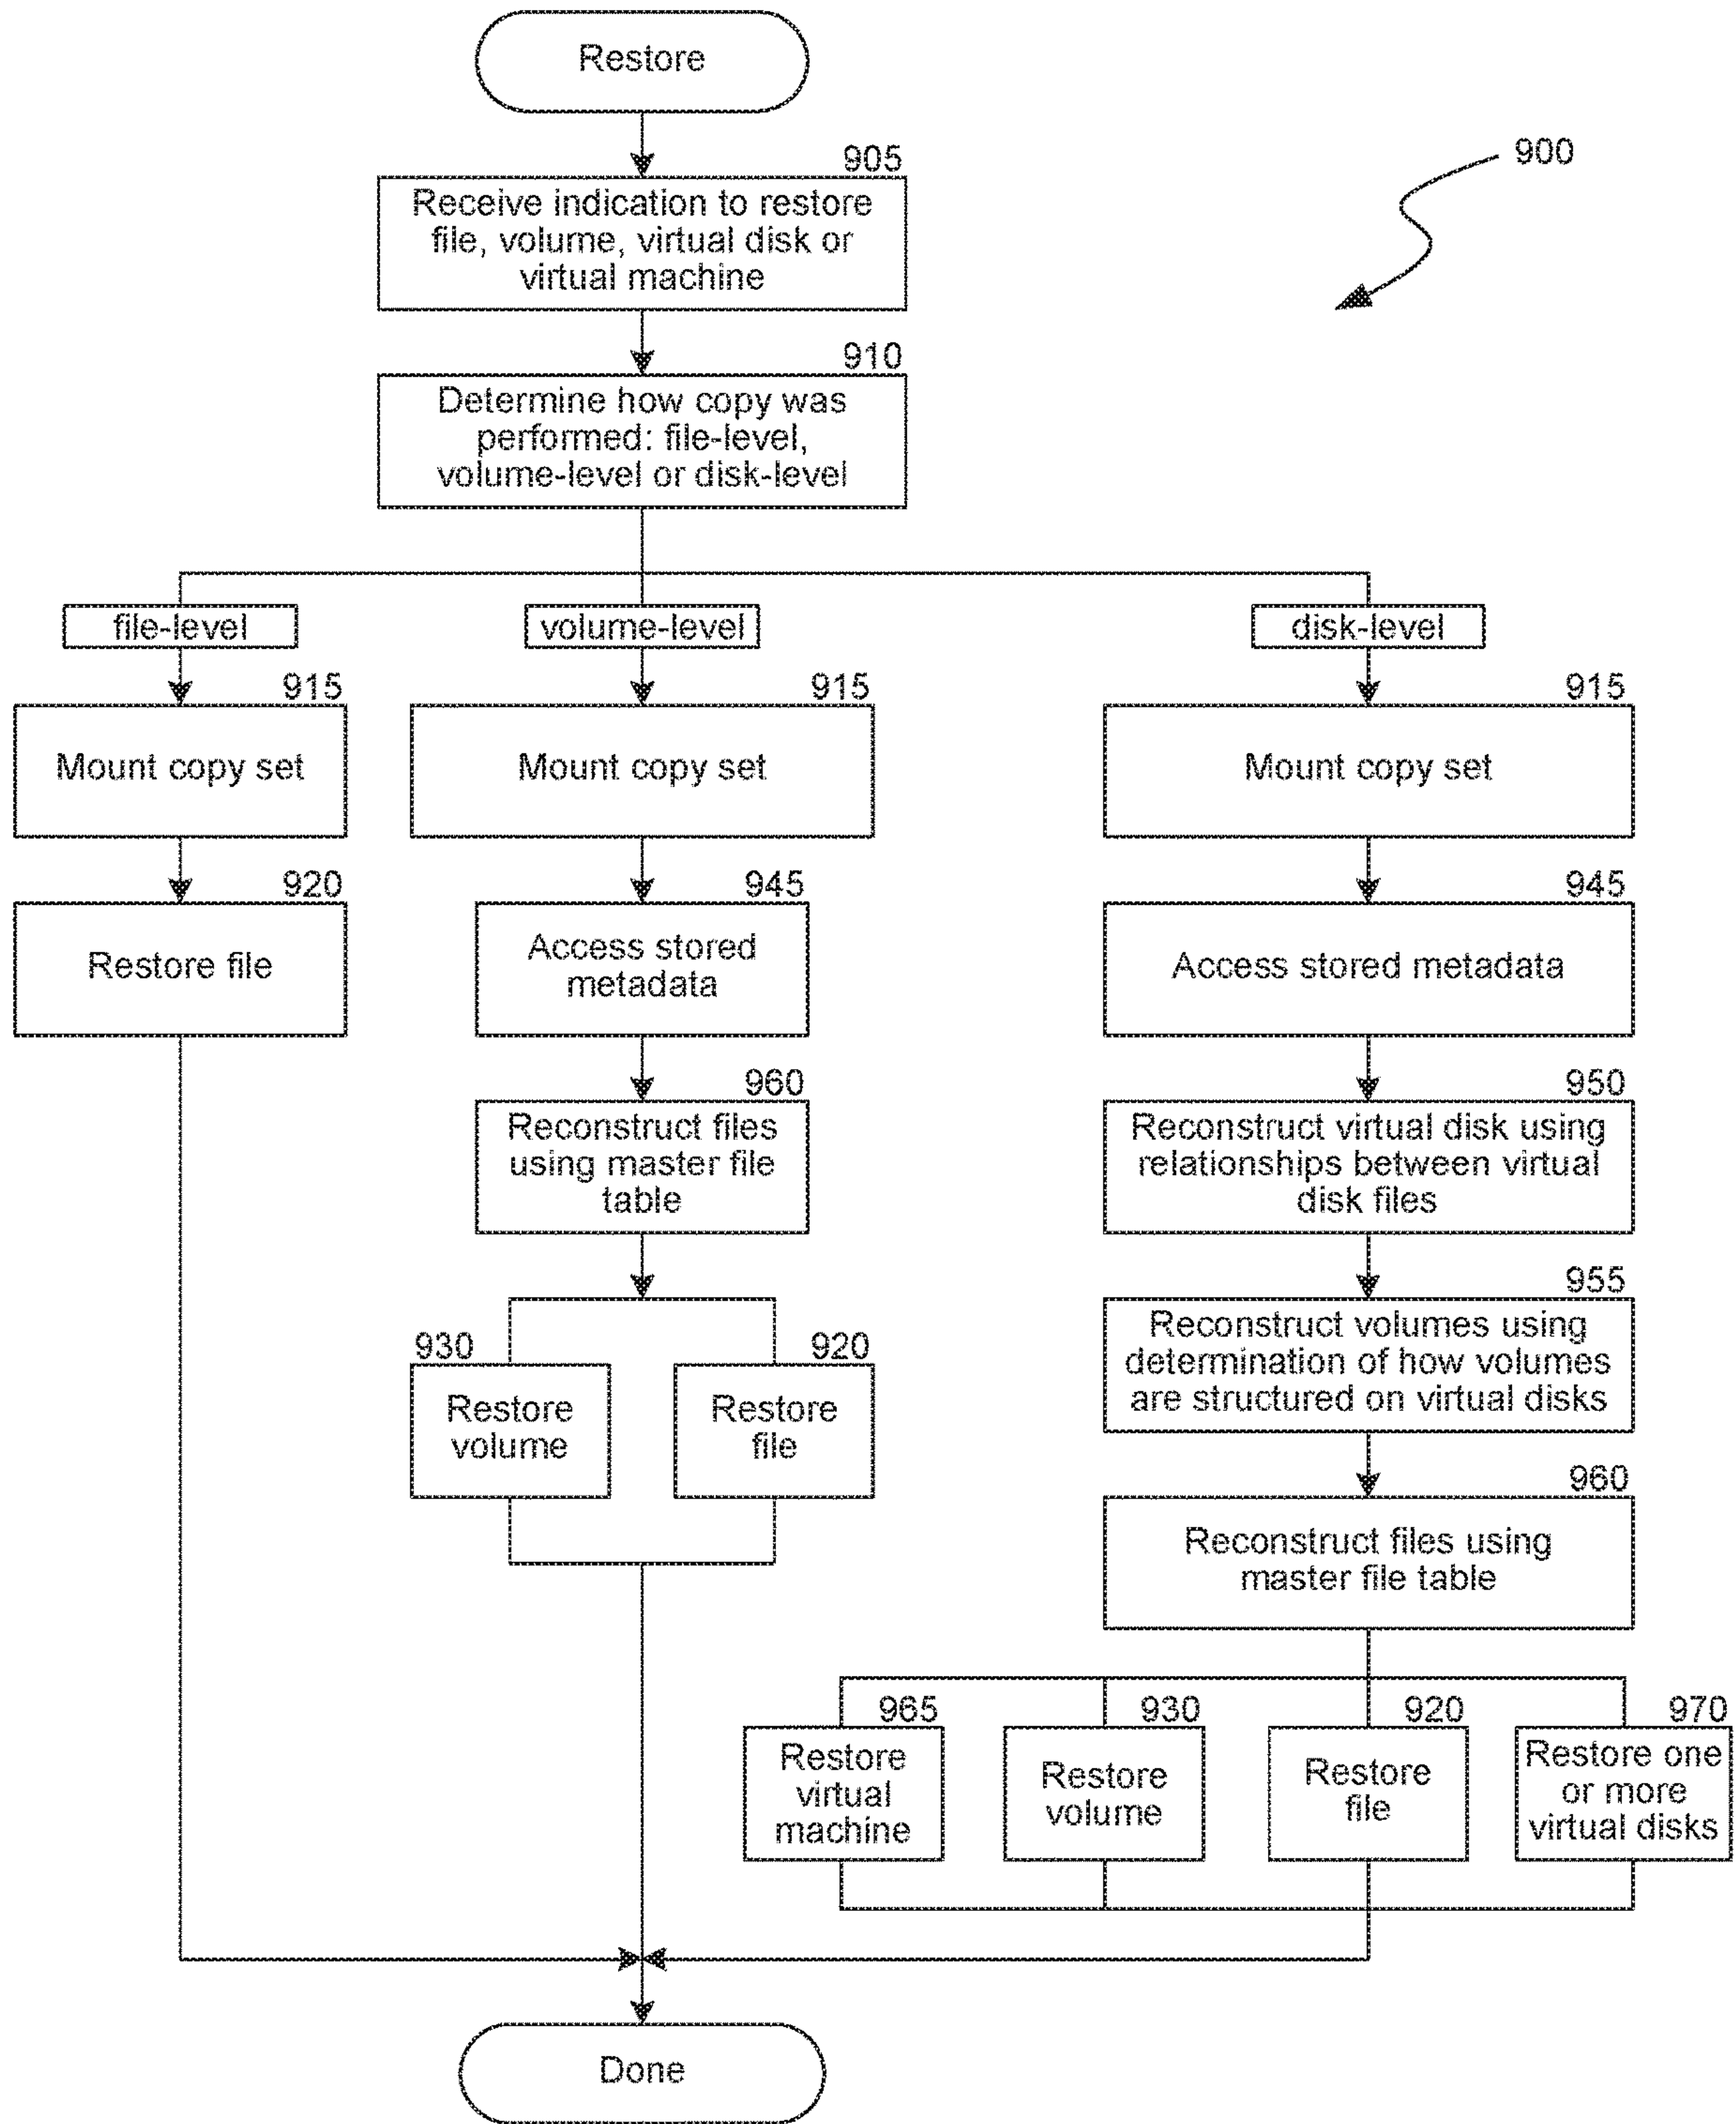 Restore
900
905
Receive indication to restore
file, volume, virtual disk or
virtual machine
910
Determine how copy was
performed: file-level,
volume-level or disk-level
file-level
volume-level
disk-level
915
Mount copy set
915
Mount copy set
915
Mount copy set
920
Restore file
945
Access stored
metadata
945
Access stored metadata
960
Reconstruct files
using master file
table
950
Reconstruct virtual disk using
relationships between virtual
disk files
955
Reconstruct volumes using
determination of how volumes
are structured on virtual disks
930
Restore
volume
920
Restore
file
960
Reconstruct files using
master file table
965
Restore
virtual
machine
930
Restore
volume
920
Restore
file
970
Restore one
or more
virtual disks
Done